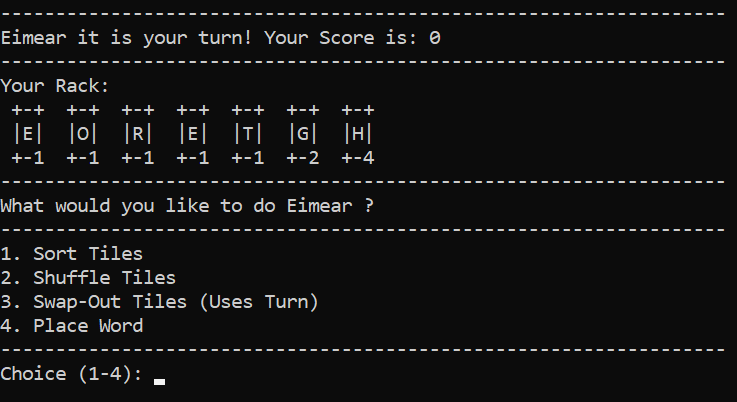 ------------------------------------------------------------------
Eimear it is your turn! Your Score is: 0
------------------------------------------------------------------
Your Rack:
 +-+  +-+  +-+  +-+  +-+  +-+  +-+
 |E|  |O|  |R|  |E|  |T|  |G|  |H|
 +-1  +-1  +-1  +-1  +-1  +-2  +-4
------------------------------------------------------------------
What would you like to do Eimear ?
------------------------------------------------------------------
1. Sort Tiles
2. Shuffle Tiles
3. Swap-Out Tiles (Uses Turn)
4. Place Word
------------------------------------------------------------------
Choice (1-4):